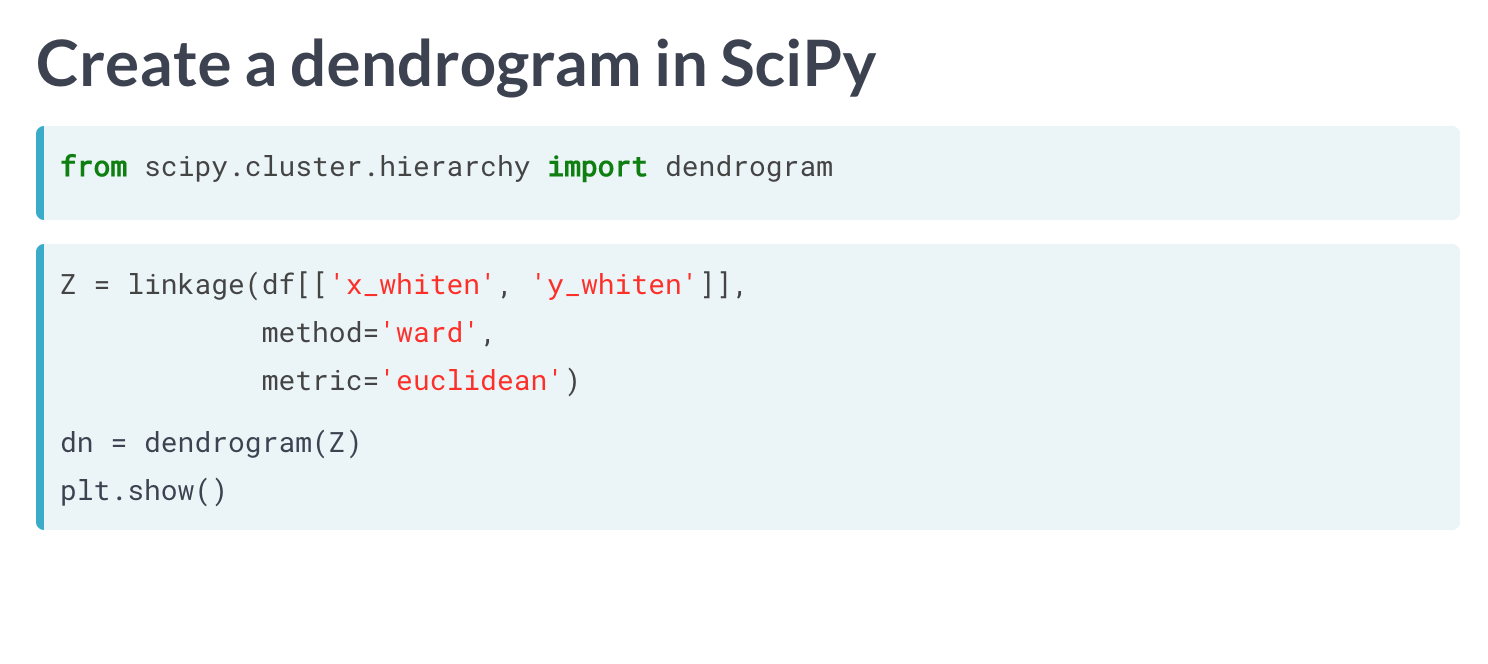 Create a dendrogram in SciPy
from scipy.cluster.hierarchy import dendrogram
Z = linkage(df[['x_whiten', 'y_whiten']],
            method='ward',
            metric='euclidean')
dn = dendrogram(Z)
plt.show()